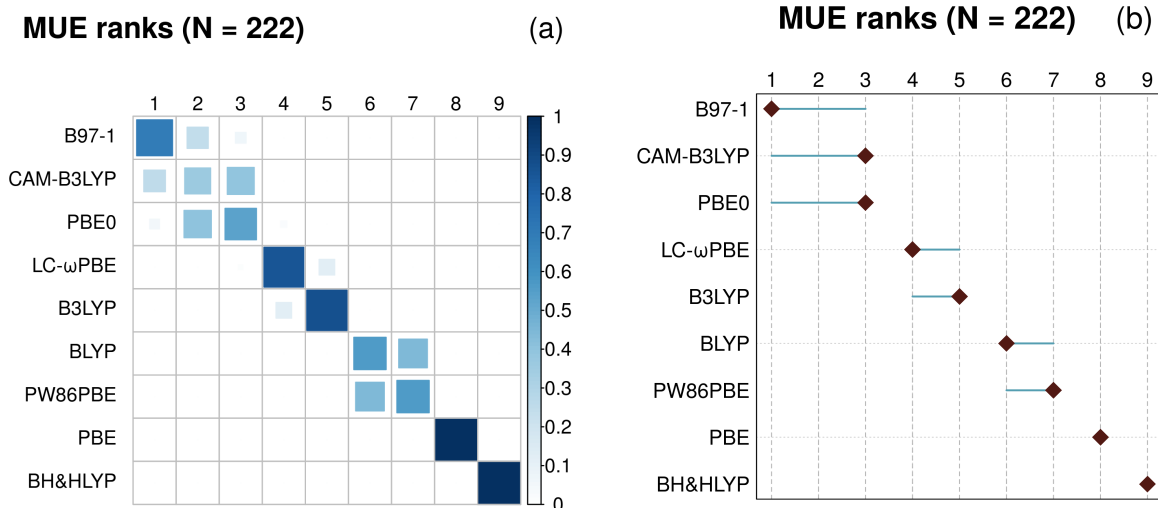 MUE ranks (N = 222) (a)
1 2 3 4 5 6 7 8 9
B97-1
CAM-B3LYP
PBE0
LC-ωPBE
B3LYP
BLYP
PW86PBE
PBE
BH&HLYP
1
0.9
0.8
0.7
0.6
0.5
0.4
0.3
0.2
0.1
0
MUE ranks (N = 222) (b)
1 2 3 4 5 6 7 8 9
B97-1
CAM-B3LYP
PBE0
LC-ωPBE
B3LYP
BLYP
PW86PBE
PBE
BH&HLYP